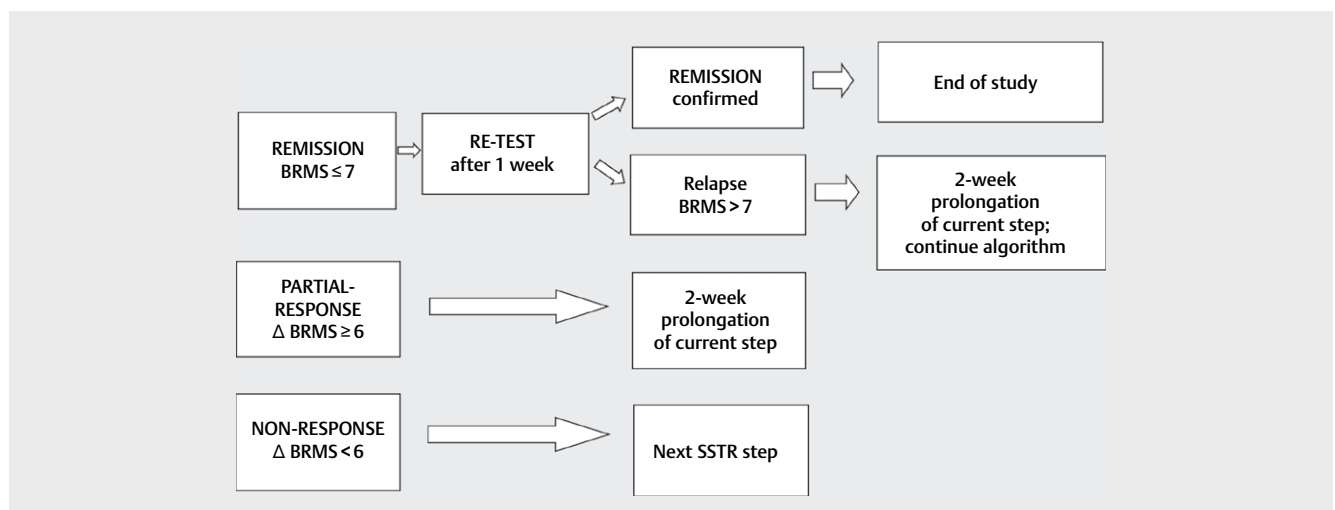 REMISSION
BRMS ≤ 7
RE-TEST
after 1 week
REMISSION
confirmed
End of study
Relapse
BRMS > 7
2-week
prolongation
of current step;
continue algorithm
PARTIAL-
RESPONSE
Δ BRMS ≥ 6
2-week
prolongation
of current step
NON-RESPONSE
Δ BRMS < 6
Next SSTR step